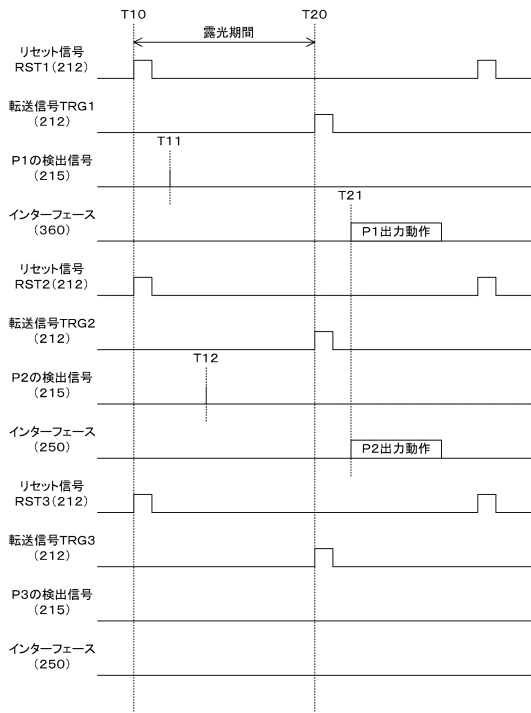 T10
T20
露光期間
リセット信号
RST1(212)
転送信号TRG1
(212)
T11
P1の検出信号
(215)
T21
インターフェース
(360)
P1出力動作
リセット信号
RST2(212)
転送信号TRG2
(212)
T12
P2の検出信号
(215)
インターフェース
(250)
P2出力動作
リセット信号
RST3(212)
転送信号TRG3
(212)
P3の検出信号
(215)
インターフェース
(250)